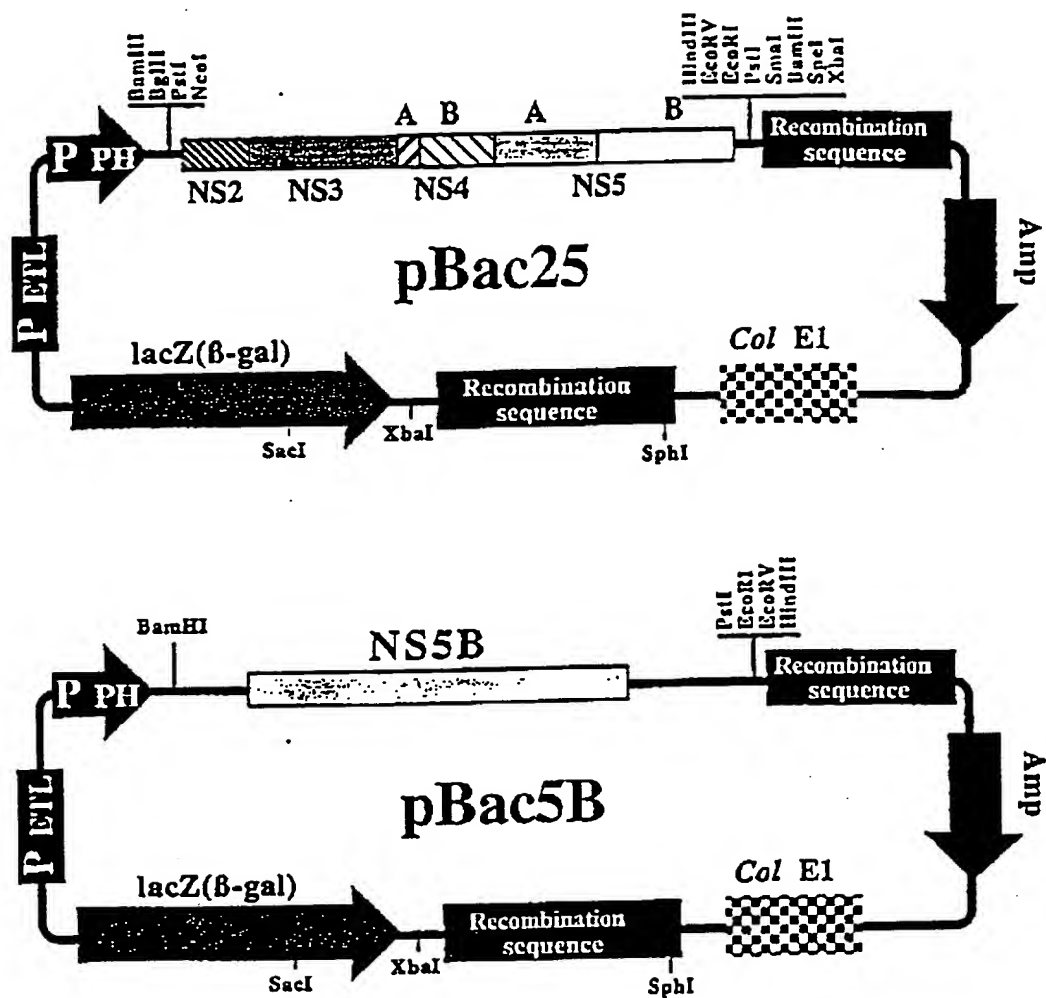 BamHI
BglII
PstI
NcoI
HindIII
EcoRV
EcoRI
PstI
SmaI
BamHI
SpeI
XbaI
A B A B
P PH
Recombination
sequence
NS2 NS3 NS4 NS5
P ETL
pBac25
Amp
lacZ(ß-gal)
Col E1
Recombination
sequence
SacI
XbaI
SphI
BamHI
PstI
EcoRI
EcoRV
HindIII
NS5B
P PH
Recombination
sequence
P ETL
pBac5B
Amp
lacZ(ß-gal)
Col E1
Recombination
sequence
SacI
XbaI
SphI